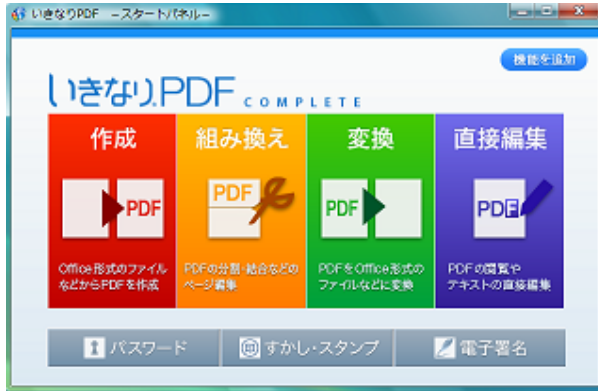 いきなりPDF －スタートパネル－
機能を追加
いきなりPDF COMPLETE
作成
組み換え
変換
直接編集
PDF
PDF
PDF
PDF
Office形式のファイル
などからPDFを作成
PDFの分割・結合などの
ページ編集
PDFをOffice形式の
ファイルなどに変換
PDFの閲覧や
テキストの直接編集
パスワード
すかし・スタンプ
電子署名